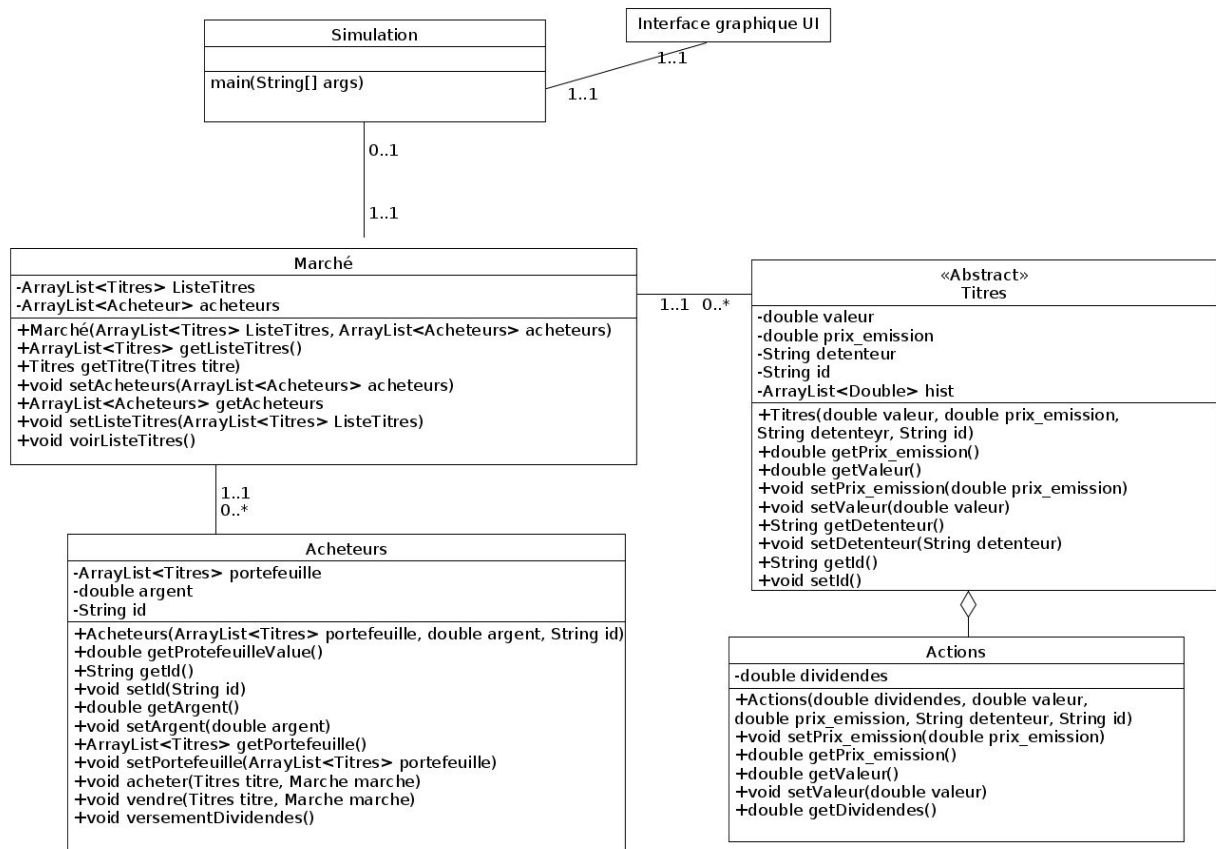 Simulation
main(String[] args)
Interface graphique UI
1..1
1..1
0..1
1..1
Marché
-ArrayList<Titres> ListeTitres
-ArrayList<Acheteur> acheteurs
+Marché(ArrayList<Titres> ListeTitres, ArrayList<Acheteurs> acheteurs)
+ArrayList<Titres> getListeTitres()
+Titres getTitre(Titres titre)
+void setAcheteurs(ArrayList<Acheteurs> acheteurs)
+ArrayList<Acheteurs> getAcheteurs
+void setListeTitres(ArrayList<Titres> ListeTitres)
+void voirListeTitres()
1..1 0..*
«Abstract»
Titres
-double valeur
-double prix_emission
-String detenteur
-String id
-ArrayList<Double> hist
+Titres(double valeur, double prix_emission,
String detenteyr, String id)
+double getPrix_emission()
+double getValeur()
+void setPrix_emission(double prix_emission)
+void setValeur(double valeur)
+String getDetenteur()
+void setDetenteur(String detenteur)
+String getId()
+void setId()
1..1
0..*
Acheteurs
-ArrayList<Titres> portefeuille
-double argent
-String id
+Acheteurs(ArrayList<Titres> portefeuille, double argent, String id)
+double getProtefeuilleValue()
+String getId()
+void setId(String id)
+double getArgent()
+void setArgent(double argent)
+ArrayList<Titres> getPortefeuille()
+void setPortefeuille(ArrayList<Titres> portefeuille)
+void acheter(Titres titre, Marche marche)
+void vendre(Titres titre, Marche marche)
+void versementDividendes()
Actions
-double dividendes
+Actions(double dividendes, double valeur,
double prix_emission, String detenteur, String id)
+void setPrix_emission(double prix_emission)
+double getPrix_emission()
+double getValeur()
+void setValeur(double valeur)
+double getDividendes()